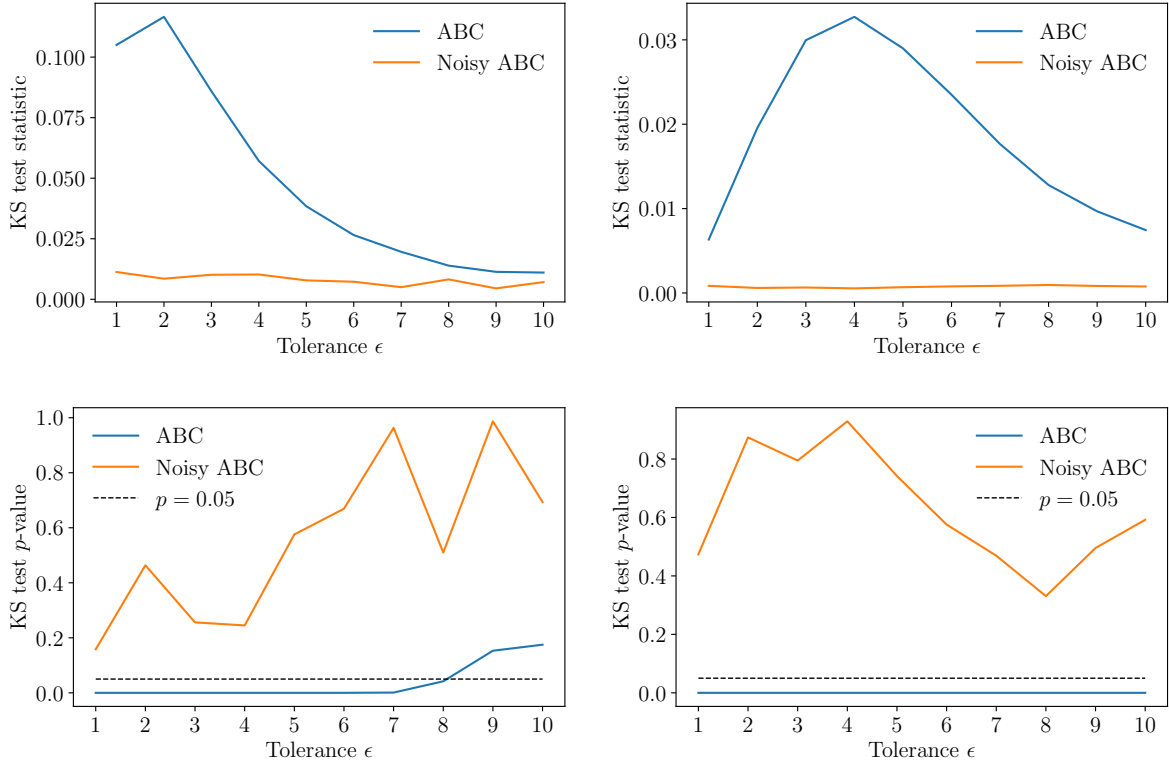 KS test statistic
0.100
0.075
0.050
0.025
0.000
ABC
Noisy ABC
1 2 3 4 5 6 7 8 9 10
Tolerance ϵ
KS test statistic
0.03
0.02
0.01
0.00
ABC
Noisy ABC
1 2 3 4 5 6 7 8 9 10
Tolerance ϵ
KS test p-value
1.0
0.8
0.6
0.4
0.2
0.0
ABC
Noisy ABC
p = 0.05
1 2 3 4 5 6 7 8 9 10
Tolerance ϵ
KS test p-value
0.8
0.6
0.4
0.2
0.0
ABC
Noisy ABC
p = 0.05
1 2 3 4 5 6 7 8 9 10
Tolerance ϵ